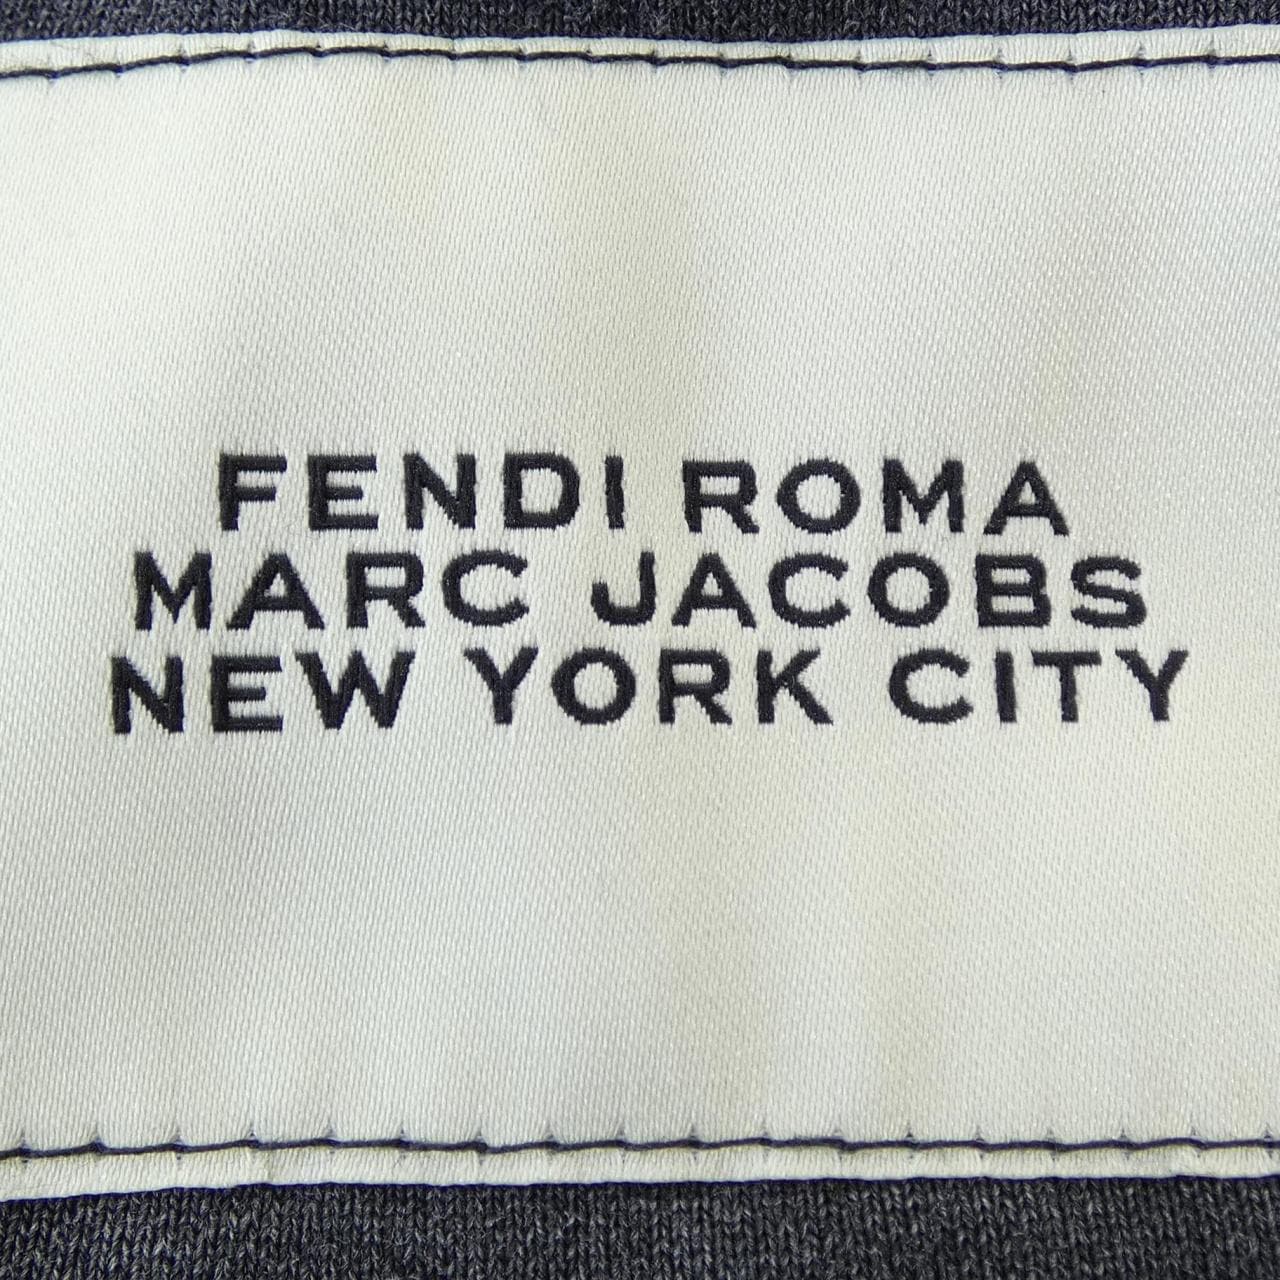 FENDI ROMA
MARC JACOBS
NEW YORK CITY